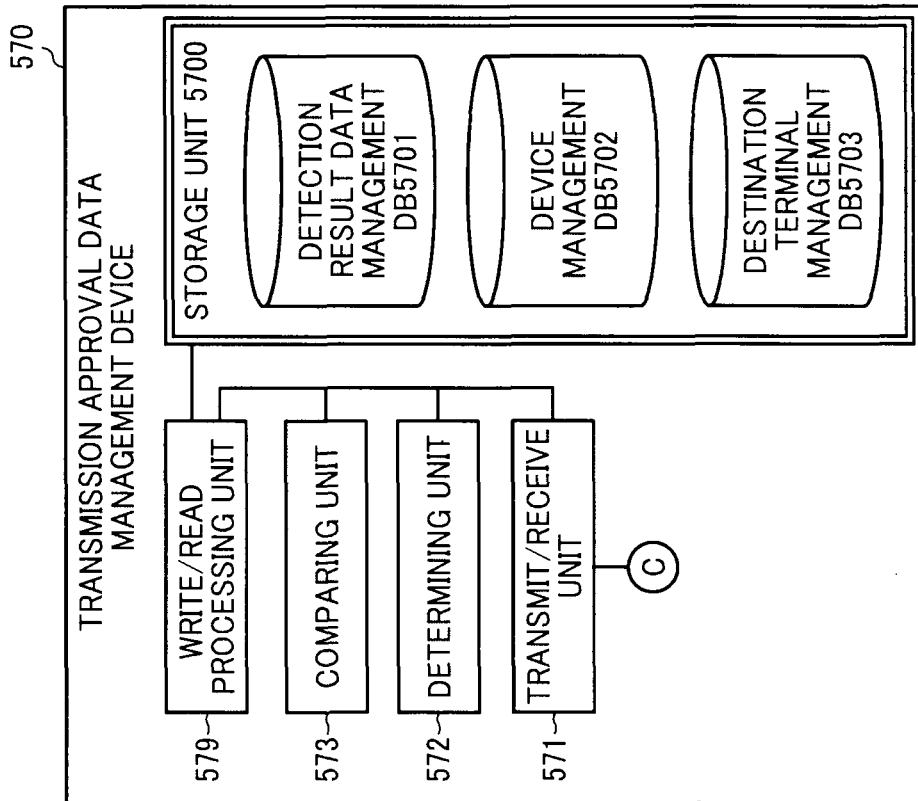 570
TRANSMISSION APPROVAL DATA
MANAGEMENT DEVICE
579
WRITE/READ
PROCESSING UNIT
573
COMPARING UNIT
572
DETERMINING UNIT
571
TRANSMIT/RECEIVE
UNIT
C
STORAGE UNIT 5700
DETECTION
RESULT DATA
MANAGEMENT
DB5701
DEVICE
MANAGEMENT
DB5702
DESTINATION
TERMINAL
MANAGEMENT
DB5703